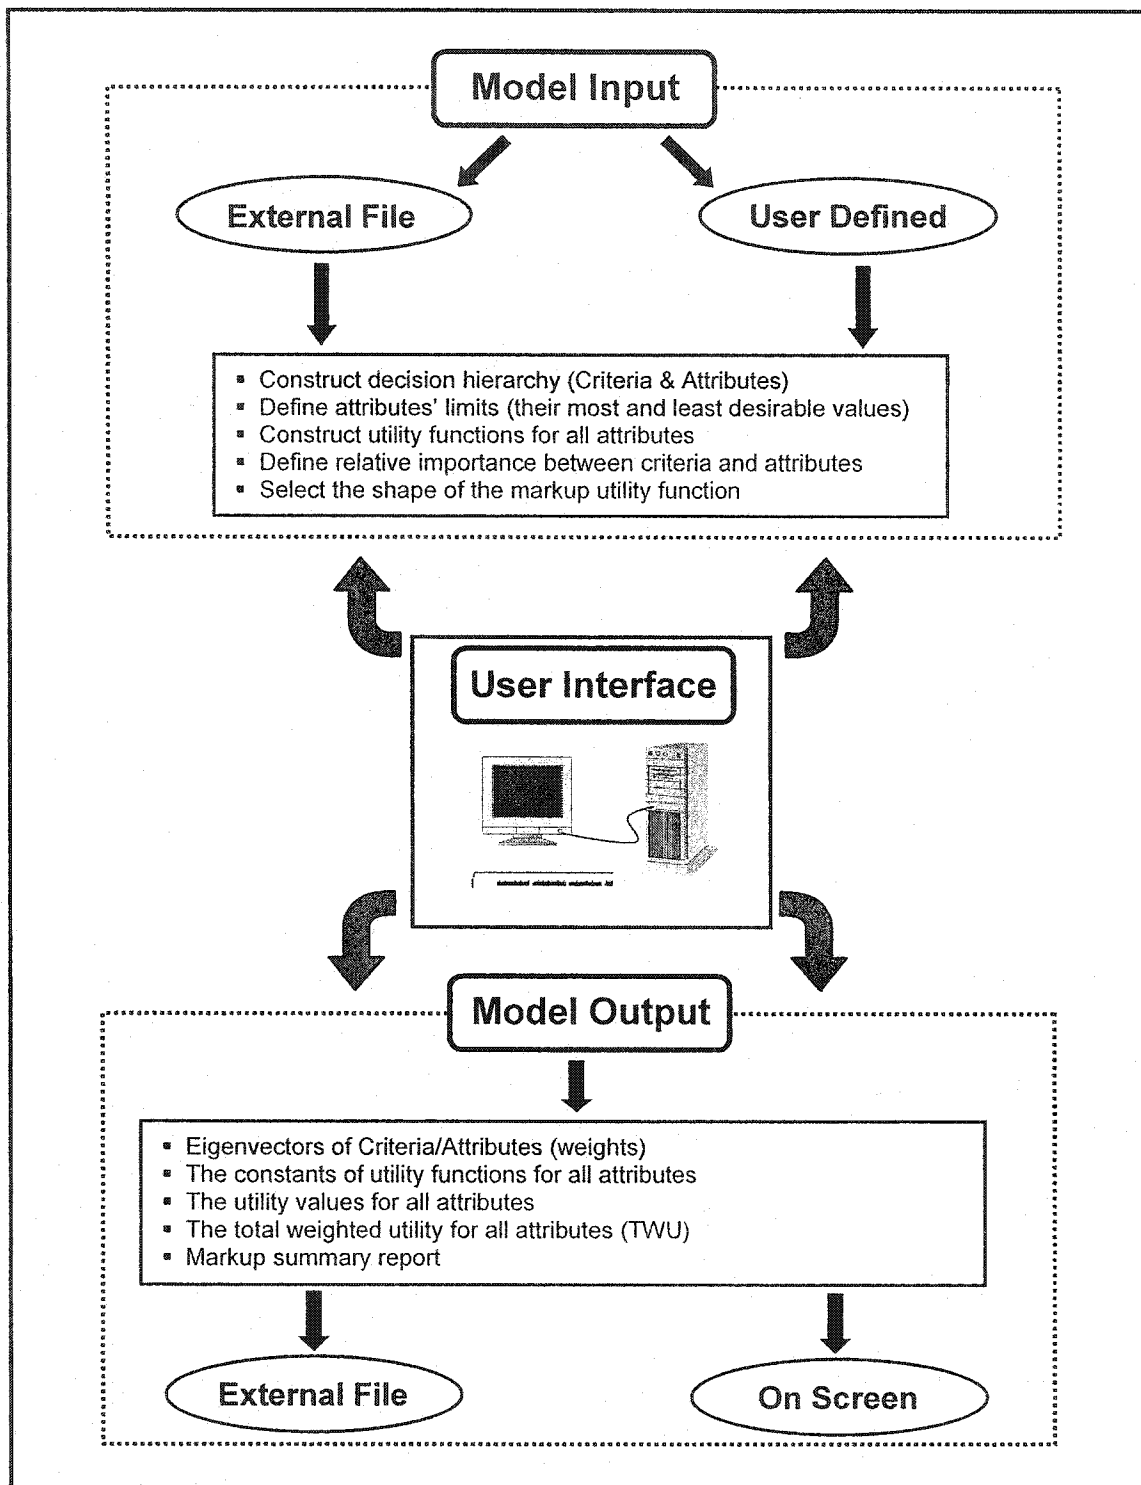 Model Input
External File
User Defined
▪ Construct decision hierarchy (Criteria & Attributes)
▪ Define attributes' limits (their most and least desirable values)
▪ Construct utility functions for all attributes
▪ Define relative importance between criteria and attributes
▪ Select the shape of the markup utility function
User Interface
Model Output
▪ Eigenvectors of Criteria/Attributes (weights)
▪ The constants of utility functions for all attributes
▪ The utility values for all attributes
▪ The total weighted utility for all attributes (TWU)
▪ Markup summary report
External File
On Screen